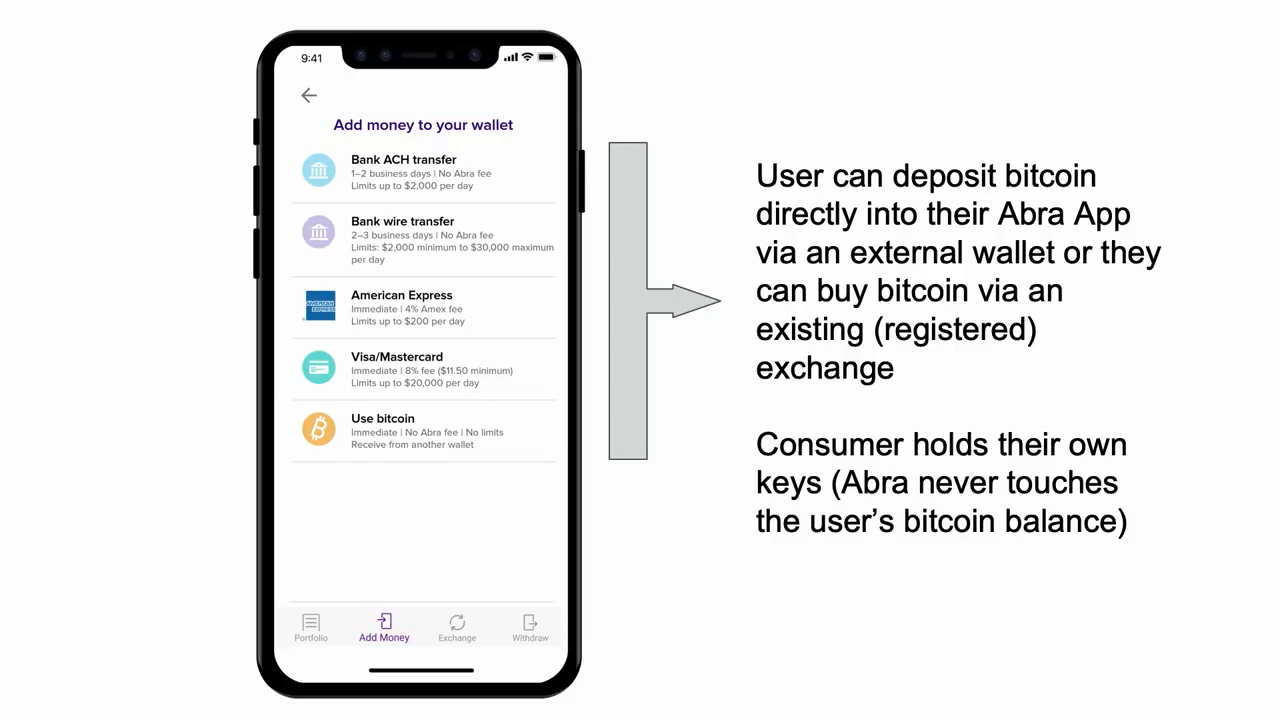 9:41
Add money to your wallet
Bank ACH transfer
1–2 business days | No Abra fee
Limits up to $2,000 per day
Bank wire transfer
2–3 business days | No Abra fee
Limits: $2,000 minimum to $30,000 maximum
per day
AMERICAN
EXPRESS
American Express
Immediate | 4% Amex fee
Limits up to $200 per day
Visa/Mastercard
Immediate | 8% fee ($11.50 minimum)
Limits up to $20,000 per day
Use bitcoin
Immediate | No Abra fee | No limits
Receive from another wallet
Portfolio
Add Money
Exchange
Withdraw
User can deposit bitcoin
directly into their Abra App
via an external wallet or they
can buy bitcoin via an
existing (registered)
exchange
Consumer holds their own
keys (Abra never touches
the user’s bitcoin balance)